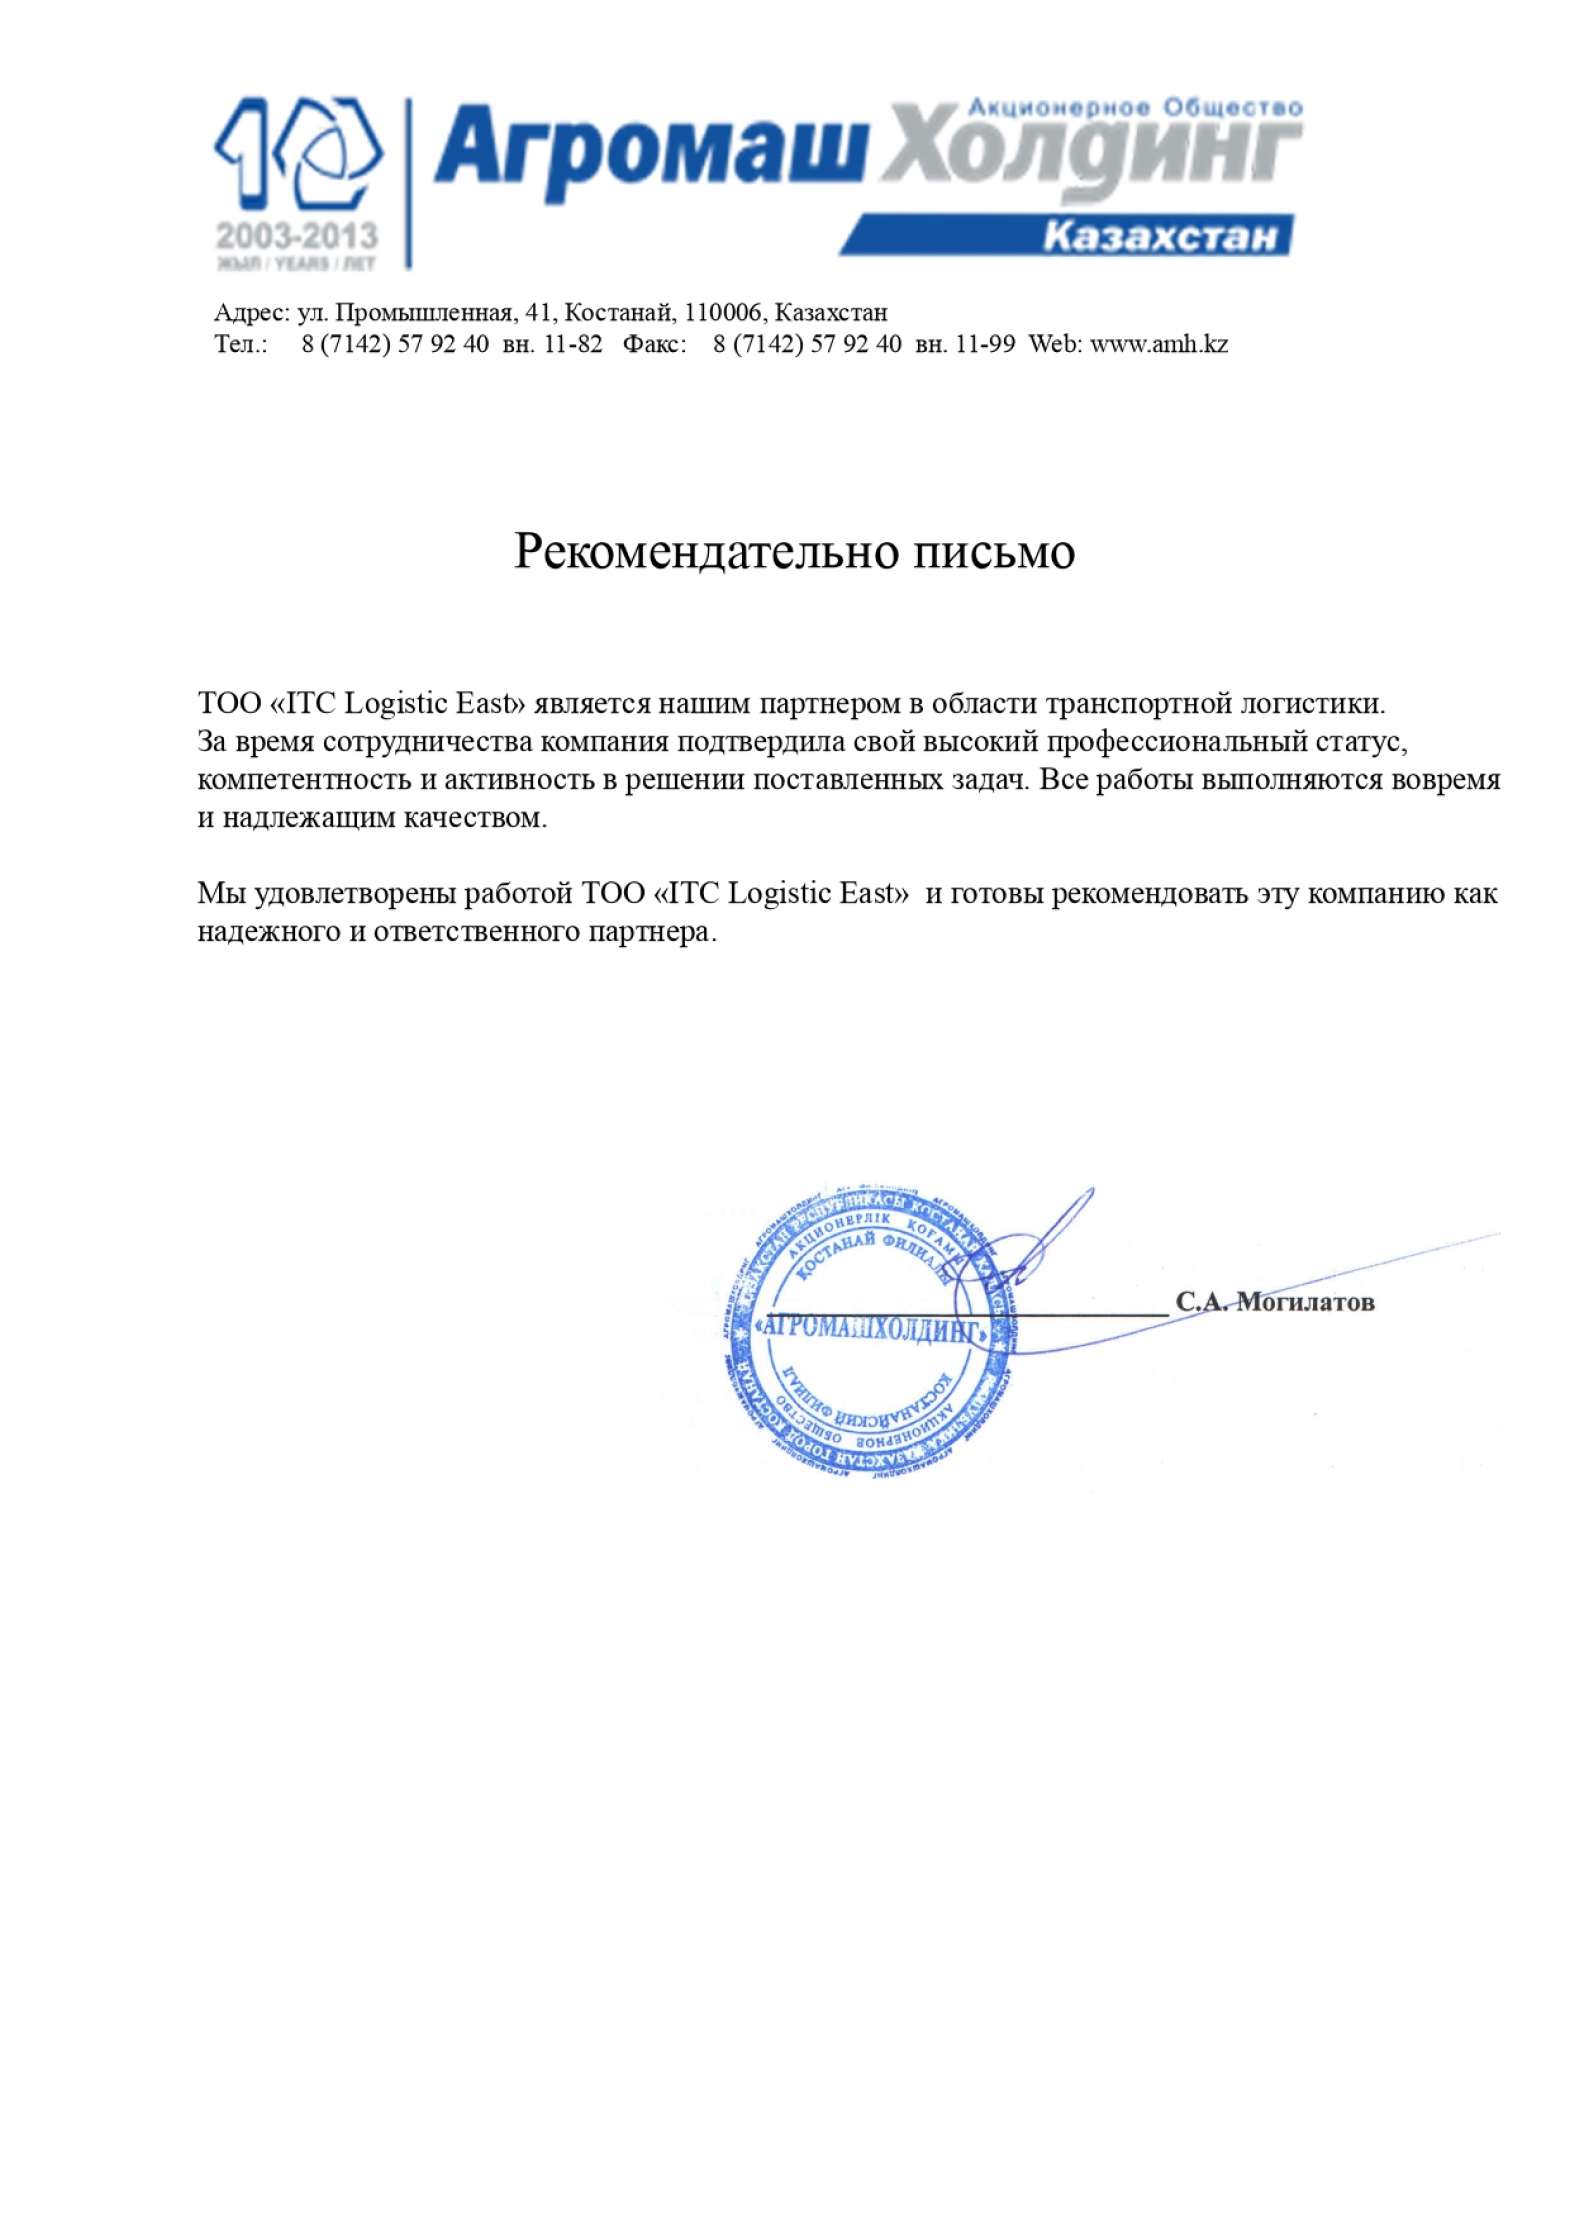 10
2003-2013
ЖЫЛ / YEARS / ЛЕТ
Акционерное Общество
АгромашХолдинг
Казахстан
Адрес: ул. Промышленная, 41, Костанай, 110006, Казахстан
Тел.: 8 (7142) 57 92 40 вн. 11-82 Факс: 8 (7142) 57 92 40 вн. 11-99 Web: www.amh.kz
Рекомендательно письмо
ТОО «ITC Logistic East» является нашим партнером в области транспортной логистики.
За время сотрудничества компания подтвердила свой высокий профессиональный статус,
компетентность и активность в решении поставленных задач. Все работы выполняются вовремя
и надлежащим качеством.
Мы удовлетворены работой ТОО «ITC Logistic East» и готовы рекомендовать эту компанию как
надежного и ответственного партнера.
С.А. Могилатов
АКЦИОНЕРЛІК ҚОҒАМЫ
ҚОСТАНАЙ ФИЛИАЛЫ
«АГРОМАШХОЛДИНГ»
КОСТАНАЙСКИЙ ФИЛИАЛ
АКЦИОНЕРНОЕ ОБЩЕСТВО